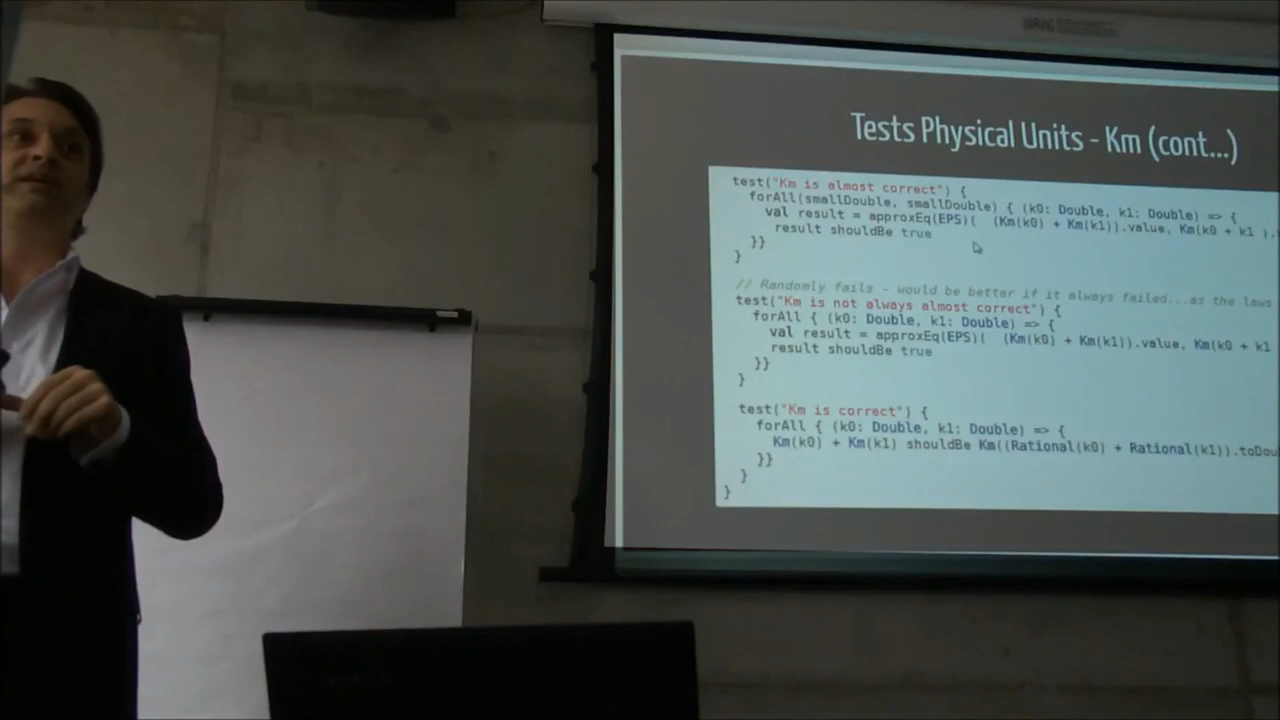 Tests Physical Units - Km (cont...)
test("Km is almost correct") {
forAll(smallDouble, smallDouble) { (k0: Double, k1: Double) => {
val result = approxEq(EPS)( (Km(k0) + Km(k1)).value, Km(k0 + k1 ).
result shouldBe true
}}
}
// Randomly fails - would be better if it always failed...as the laws
test("Km is not always almost correct") {
forAll { (k0: Double, k1: Double) => {
val result = approxEq(EPS)( (Km(k0) + Km(k1)).value, Km(k0 + k1
result shouldBe true
}}
}
test("Km is correct") {
forAll { (k0: Double, k1: Double) => {
Km(k0) + Km(k1) shouldBe Km((Rational(k0) + Rational(k1)).toDou
}}
}
}